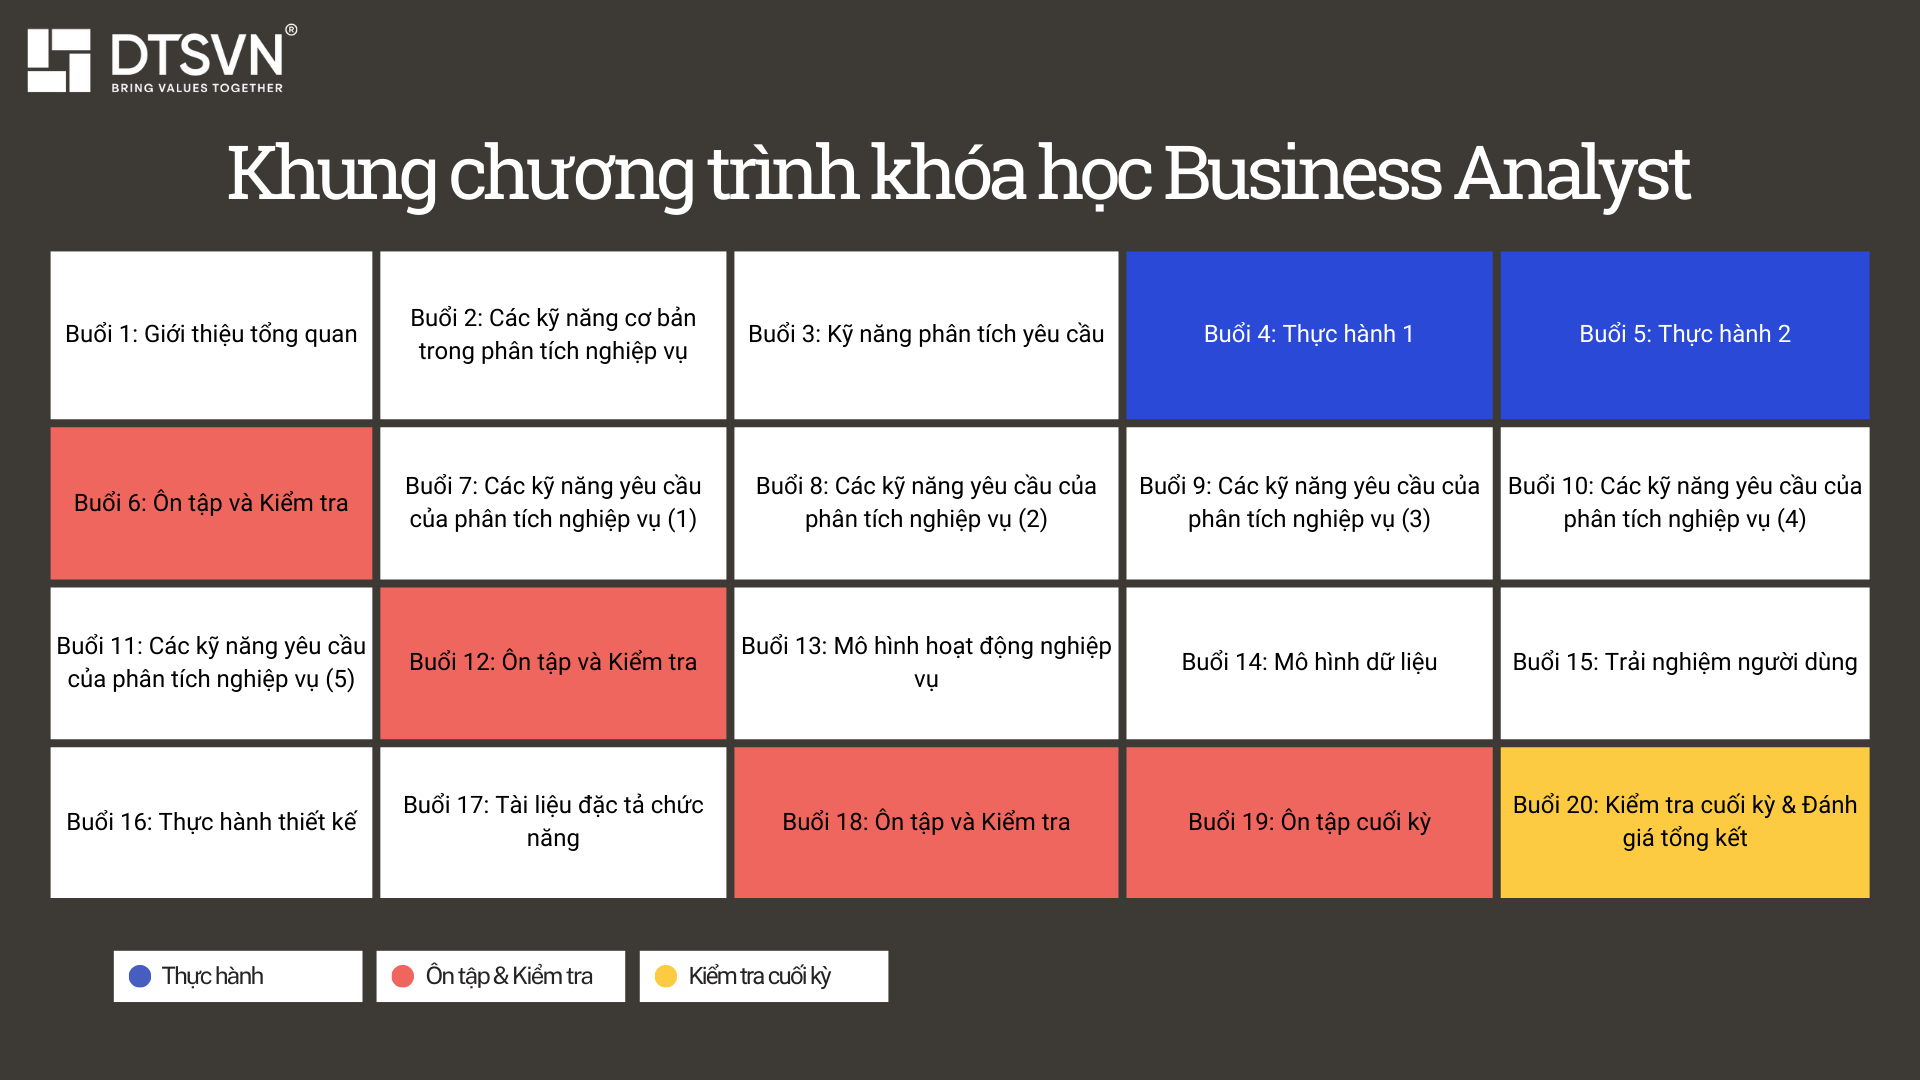 DTSVN®
BRING VALUES TOGETHER
Khung chương trình khóa học Business Analyst
Buổi 1: Giới thiệu tổng quan
Buổi 2: Các kỹ năng cơ bản
trong phân tích nghiệp vụ
Buổi 3: Kỹ năng phân tích yêu cầu
Buổi 4: Thực hành 1
Buổi 5: Thực hành 2
Buổi 6: Ôn tập và Kiểm tra
Buổi 7: Các kỹ năng yêu cầu
của phân tích nghiệp vụ (1)
Buổi 8: Các kỹ năng yêu cầu của
phân tích nghiệp vụ (2)
Buổi 9: Các kỹ năng yêu cầu của
phân tích nghiệp vụ (3)
Buổi 10: Các kỹ năng yêu cầu của
phân tích nghiệp vụ (4)
Buổi 11: Các kỹ năng yêu cầu
của phân tích nghiệp vụ (5)
Buổi 12: Ôn tập và Kiểm tra
Buổi 13: Mô hình hoạt động nghiệp
vụ
Buổi 14: Mô hình dữ liệu
Buổi 15: Trải nghiệm người dùng
Buổi 16: Thực hành thiết kế
Buổi 17: Tài liệu đặc tả chức
năng
Buổi 18: Ôn tập và Kiểm tra
Buổi 19: Ôn tập cuối kỳ
Buổi 20: Kiểm tra cuối kỳ & Đánh
giá tổng kết
Thực hành
Ôn tập & Kiểm tra
Kiểm tra cuối kỳ